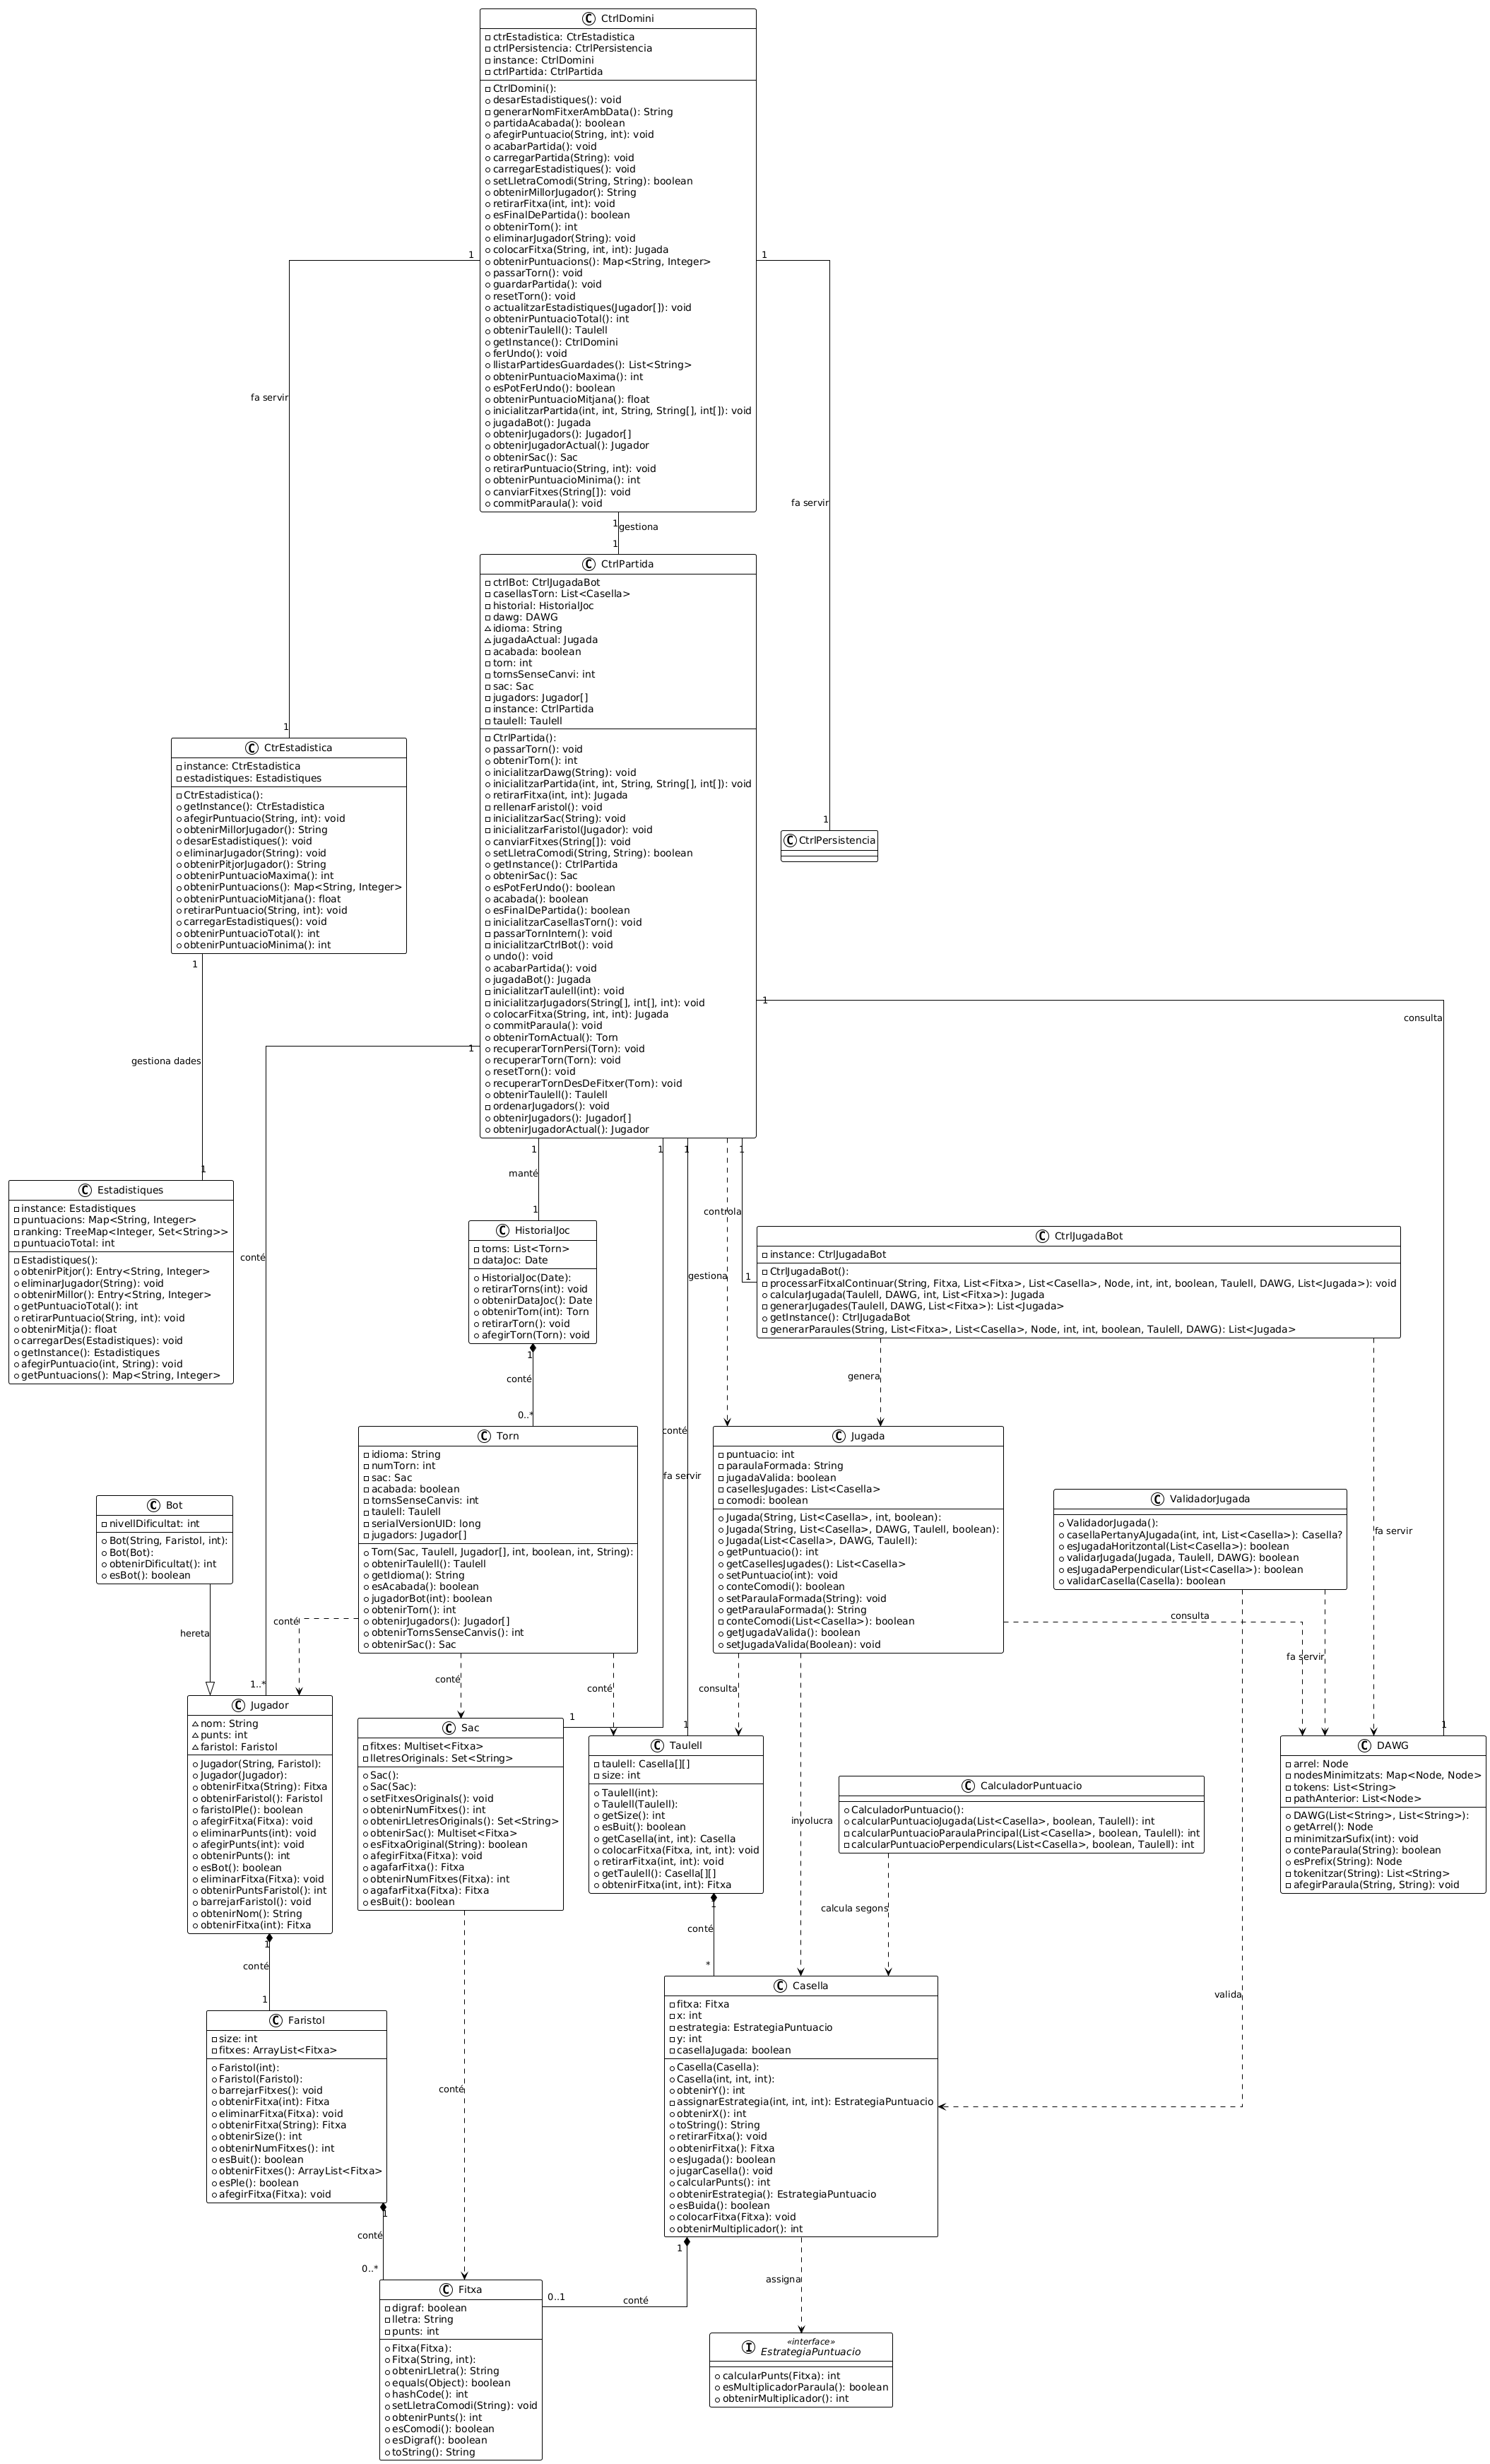 CtrlDomini
ctrEstadistica: CtrEstadistica
ctrlPersistencia: CtrlPersistencia
instance: CtrlDomini
ctrlPartida: CtrlPartida
CtrlDomini():
desarEstadistiques(): void
generarNomFitxerAmbData(): String
partidaAcabada(): boolean
afegirPuntuacio(String, int): void
acabarPartida(): void
carregarPartida(String): void
carregarEstadistiques(): void
setLletraComodi(String, String): boolean
obtenirMillorJugador(): String
retirarFitxa(int, int): void
esFinalDePartida(): boolean
obtenirTorn(): int
eliminarJugador(String): void
colocarFitxa(String, int, int): Jugada
obtenirPuntuacions(): Map<String, Integer>
passarTorn(): void
guardarPartida(): void
resetTorn(): void
actualitzarEstadistiques(Jugador[]): void
obtenirPuntuacioTotal(): int
obtenirTaulell(): Taulell
getInstance(): CtrlDomini
ferUndo(): void
llistarPartidesGuardades(): List<String>
obtenirPuntuacioMaxima(): int
esPotFerUndo(): boolean
obtenirPuntuacioMitjana(): float
inicialitzarPartida(int, int, String, String[], int[]): void
jugadaBot(): Jugada
obtenirJugadors(): Jugador[]
obtenirJugadorActual(): Jugador
obtenirSac(): Sac
retirarPuntuacio(String, int): void
obtenirPuntuacioMinima(): int
canviarFitxes(String[]): void
commitParaula(): void
1
1
fa servir
fa servir
1
gestiona
1
1
1
CtrlPartida
ctrlBot: CtrlJugadaBot
casellasTorn: List<Casella>
historial: HistorialJoc
dawg: DAWG
~idioma: String
~jugadaActual: Jugada
acabada: boolean
torn: int
tornsSenseCanvi: int
sac: Sac
jugadors: Jugador[]
instance: CtrlPartida
taulell: Taulell
CtrlPartida():
passarTorn(): void
obtenirTorn(): int
inicialitzarDawg(String): void
inicialitzarPartida(int, int, String, String[], int[]): void
retirarFitxa(int, int): Jugada
rellenarFaristol(): void
inicialitzarSac(String): void
inicialitzarFaristol(Jugador): void
canviarFitxes(String[]): void
setLletraComodi(String, String): boolean
getInstance(): CtrlPartida
obtenirSac(): Sac
esPotFerUndo(): boolean
acabada(): boolean
esFinalDePartida(): boolean
inicialitzarCasellasTorn(): void
passarTornIntern(): void
inicialitzarCtrlBot(): void
undo(): void
acabarPartida(): void
jugadaBot(): Jugada
inicialitzarTaulell(int): void
inicialitzarJugadors(String[], int[], int): void
colocarFitxa(String, int, int): Jugada
commitParaula(): void
obtenirTornActual(): Torn
recuperarTornPersi(Torn): void
recuperarTorn(Torn): void
resetTorn(): void
recuperarTornDesDeFitxer(Torn): void
obtenirTaulell(): Taulell
ordenarJugadors(): void
obtenirJugadors(): Jugador[]
obtenirJugadorActual(): Jugador
CtrEstadistica
instance: CtrEstadistica
estadistiques: Estadistiques
CtrEstadistica():
getInstance(): CtrEstadistica
afegirPuntuacio(String, int): void
obtenirMillorJugador(): String
desarEstadistiques(): void
eliminarJugador(String): void
obtenirPitjorJugador(): String
obtenirPuntuacioMaxima(): int
obtenirPuntuacions(): Map<String, Integer>
obtenirPuntuacioMitjana(): float
retirarPuntuacio(String, int): void
carregarEstadistiques(): void
obtenirPuntuacioTotal(): int
obtenirPuntuacioMinima(): int
CtrlPersistencia
1
gestiona dades
1
1
consulta
1
1
conté
1..*
Estadistiques
instance: Estadistiques
puntuacions: Map<String, Integer>
ranking: TreeMap<Integer, Set<String>>
puntuacioTotal: int
Estadistiques():
obtenirPitjor(): Entry<String, Integer>
eliminarJugador(String): void
obtenirMillor(): Entry<String, Integer>
getPuntuacioTotal(): int
retirarPuntuacio(String, int): void
obtenirMitja(): float
carregarDes(Estadistiques): void
getInstance(): Estadistiques
afegirPuntuacio(int, String): void
getPuntuacions(): Map<String, Integer>
1
manté
1
1
1
1
controla
gestiona
1
HistorialJoc
torns: List<Torn>
dataJoc: Date
HistorialJoc(Date):
retirarTorns(int): void
obtenirDataJoc(): Date
obtenirTorn(int): Torn
retirarTorn(): void
afegirTorn(Torn): void
CtrlJugadaBot
instance: CtrlJugadaBot
CtrlJugadaBot():
processarFitxaIContinuar(String, Fitxa, List<Fitxa>, List<Casella>, Node, int, int, boolean, Taulell, DAWG, List<Jugada>): void
calcularJugada(Taulell, DAWG, int, List<Fitxa>): Jugada
generarJugades(Taulell, DAWG, List<Fitxa>): List<Jugada>
getInstance(): CtrlJugadaBot
generarParaules(String, List<Fitxa>, List<Casella>, Node, int, int, boolean, Taulell, DAWG): List<Jugada>
1
conté
0..*
genera
conté
fa servir
fa servir
Torn
idioma: String
numTorn: int
sac: Sac
acabada: boolean
tornsSenseCanvis: int
taulell: Taulell
serialVersionUID: long
jugadors: Jugador[]
Torn(Sac, Taulell, Jugador[], int, boolean, int, String):
obtenirTaulell(): Taulell
getIdioma(): String
esAcabada(): boolean
jugadorBot(int): boolean
obtenirTorn(): int
obtenirJugadors(): Jugador[]
obtenirTornsSenseCanvis(): int
obtenirSac(): Sac
Jugada
puntuacio: int
paraulaFormada: String
jugadaValida: boolean
casellesJugades: List<Casella>
comodi: boolean
Jugada(String, List<Casella>, int, boolean):
Jugada(String, List<Casella>, DAWG, Taulell, boolean):
Jugada(List<Casella>, DAWG, Taulell):
getPuntuacio(): int
getCasellesJugades(): List<Casella>
setPuntuacio(int): void
conteComodi(): boolean
setParaulaFormada(String): void
getParaulaFormada(): String
conteComodi(List<Casella>): boolean
getJugadaValida(): boolean
setJugadaValida(Boolean): void
ValidadorJugada
ValidadorJugada():
casellaPertanyAJugada(int, int, List<Casella>): Casella?
esJugadaHoritzontal(List<Casella>): boolean
validarJugada(Jugada, Taulell, DAWG): boolean
esJugadaPerpendicular(List<Casella>): boolean
validarCasella(Casella): boolean
Bot
nivellDificultat: int
Bot(String, Faristol, int):
Bot(Bot):
obtenirDificultat(): int
esBot(): boolean
hereta
conté
conté
conté
consulta
consulta
fa servir
involucra
valida
1
1
1
Jugador
~nom: String
~punts: int
~faristol: Faristol
Jugador(String, Faristol):
Jugador(Jugador):
obtenirFitxa(String): Fitxa
obtenirFaristol(): Faristol
faristolPle(): boolean
afegirFitxa(Fitxa): void
eliminarPunts(int): void
afegirPunts(int): void
obtenirPunts(): int
esBot(): boolean
eliminarFitxa(Fitxa): void
obtenirPuntsFaristol(): int
barrejarFaristol(): void
obtenirNom(): String
obtenirFitxa(int): Fitxa
Sac
fitxes: Multiset<Fitxa>
lletresOriginals: Set<String>
Sac():
Sac(Sac):
setFitxesOriginals(): void
obtenirNumFitxes(): int
obtenirLletresOriginals(): Set<String>
obtenirSac(): Multiset<Fitxa>
esFitxaOriginal(String): boolean
afegirFitxa(Fitxa): void
agafarFitxa(): Fitxa
obtenirNumFitxes(Fitxa): int
agafarFitxa(Fitxa): Fitxa
esBuit(): boolean
Taulell
taulell: Casella[][]
size: int
Taulell(int):
Taulell(Taulell):
getSize(): int
esBuit(): boolean
getCasella(int, int): Casella
colocarFitxa(Fitxa, int, int): void
retirarFitxa(int, int): void
getTaulell(): Casella[][]
obtenirFitxa(int, int): Fitxa
CalculadorPuntuacio
CalculadorPuntuacio():
calcularPuntuacioJugada(List<Casella>, boolean, Taulell): int
calcularPuntuacioParaulaPrincipal(List<Casella>, boolean, Taulell): int
calcularPuntuacioPerpendiculars(List<Casella>, boolean, Taulell): int
DAWG
arrel: Node
nodesMinimitzats: Map<Node, Node>
tokens: List<String>
pathAnterior: List<Node>
DAWG(List<String>, List<String>):
getArrel(): Node
minimitzarSufix(int): void
conteParaula(String): boolean
esPrefix(String): Node
tokenitzar(String): List<String>
afegirParaula(String, String): void
1
conté
1
1
conté
*
calcula segons
conté
Faristol
size: int
fitxes: ArrayList<Fitxa>
Faristol(int):
Faristol(Faristol):
barrejarFitxes(): void
obtenirFitxa(int): Fitxa
eliminarFitxa(Fitxa): void
obtenirFitxa(String): Fitxa
obtenirSize(): int
obtenirNumFitxes(): int
esBuit(): boolean
obtenirFitxes(): ArrayList<Fitxa>
esPle(): boolean
afegirFitxa(Fitxa): void
Casella
fitxa: Fitxa
x: int
estrategia: EstrategiaPuntuacio
y: int
casellaJugada: boolean
Casella(Casella):
Casella(int, int, int):
obtenirY(): int
assignarEstrategia(int, int, int): EstrategiaPuntuacio
obtenirX(): int
toString(): String
retirarFitxa(): void
obtenirFitxa(): Fitxa
esJugada(): boolean
jugarCasella(): void
calcularPunts(): int
obtenirEstrategia(): EstrategiaPuntuacio
esBuida(): boolean
colocarFitxa(Fitxa): void
obtenirMultiplicador(): int
1
conté
0..*
1
conté
0..1
assigna
Fitxa
digraf: boolean
lletra: String
punts: int
Fitxa(Fitxa):
Fitxa(String, int):
obtenirLletra(): String
equals(Object): boolean
hashCode(): int
setLletraComodi(String): void
obtenirPunts(): int
esComodi(): boolean
esDigraf(): boolean
toString(): String
«interface»
EstrategiaPuntuacio
calcularPunts(Fitxa): int
esMultiplicadorParaula(): boolean
obtenirMultiplicador(): int